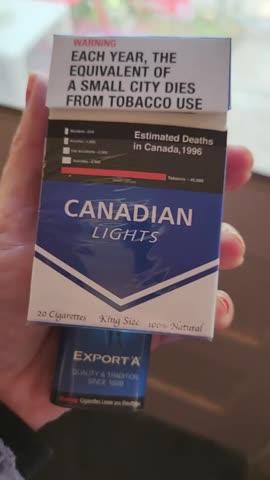 WARNING
EACH YEAR, THE
EQUIVALENT OF
A SMALL CITY DIES
FROM TOBACCO USE
Estimated Deaths
in Canada,1996
CANADIAN
LIGHTS
20 Cigarettes King Size 100% Natural
EXPORT'A'
QUALITY & TRADITION
SINCE